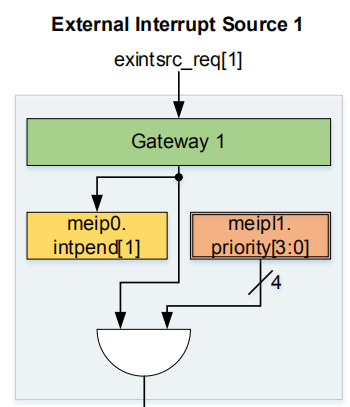 External Interrupt Source 1
exintsrc_req[1]
Gateway 1
meip0.
intpend[1]
meipl1.
priority[3:0]
4